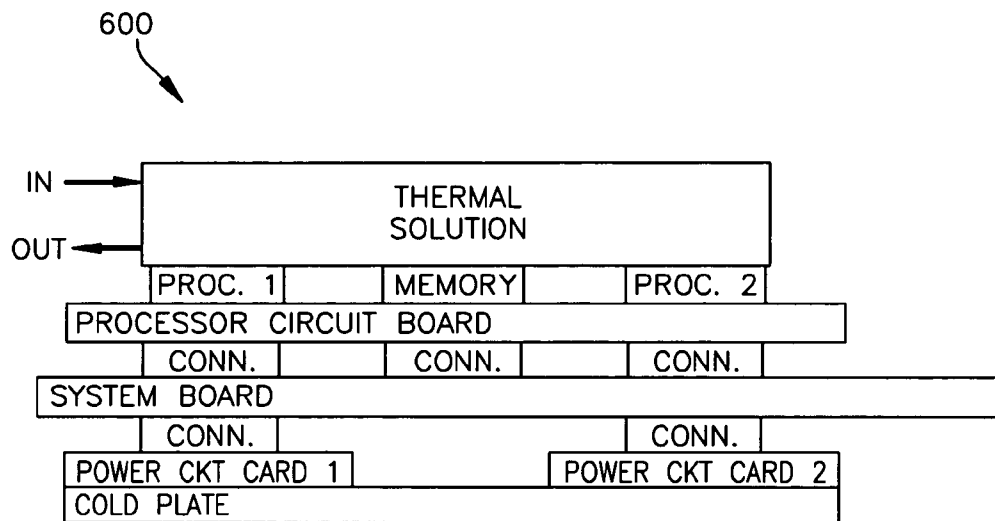 600
IN
THERMAL
SOLUTION
OUT
PROC. 1 MEMORY PROC. 2
PROCESSOR CIRCUIT BOARD
CONN. CONN. CONN.
SYSTEM BOARD
CONN. CONN.
POWER CKT CARD 1 POWER CKT CARD 2
COLD PLATE